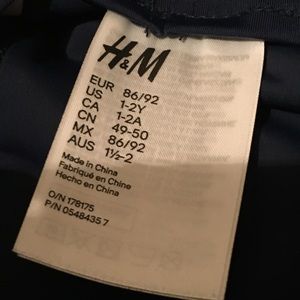 H&M
EUR 86/92
US 1-2Y
CA 1-2A
CN 49-50
MX 86/92
AUS 1½-2
Made in China
Fabriqué en Chine
Hecho en China
O/N 178175
P/N 0548435 7